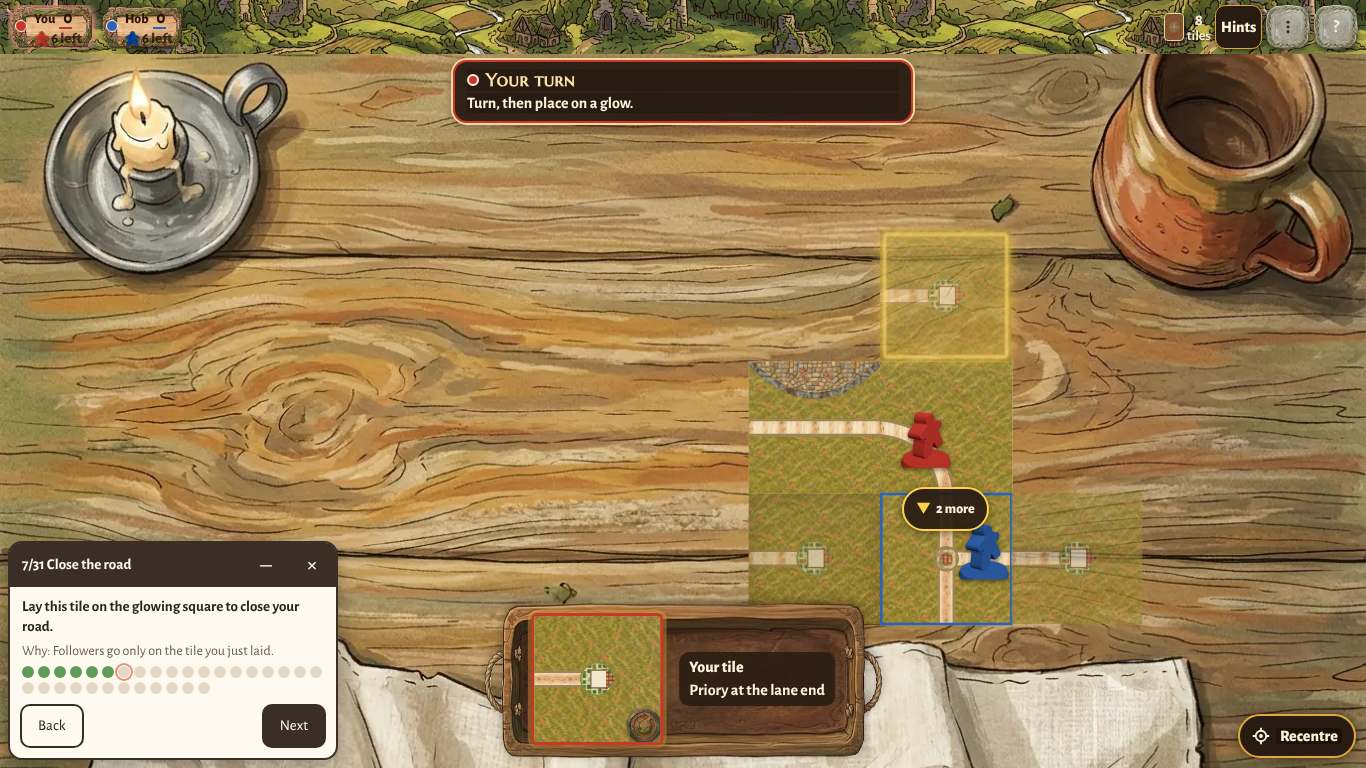 You 0
6 left
Hob 0
6 left
8
tiles
Hints
?
Your turn
Turn, then place on a glow.
2 more
7/31 Close the road
Lay this tile on the glowing square to close your
road.
Why: Followers go only on the tile you just laid.
Back
Next
Your tile
Priory at the lane end
Recentre